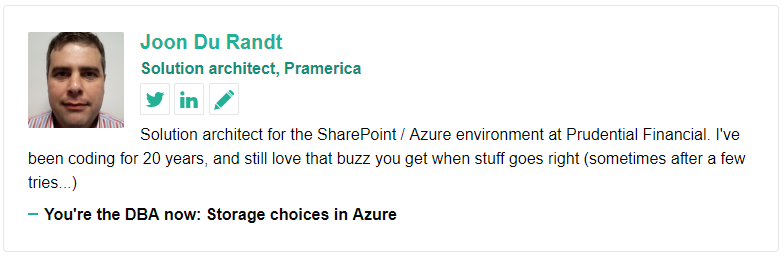 Joon Du Randt
Solution architect, Pramerica
in
Solution architect for the SharePoint / Azure environment at Prudential Financial. I've
been coding for 20 years, and still love that buzz you get when stuff goes right (sometimes after a few
tries...)
You're the DBA now: Storage choices in Azure